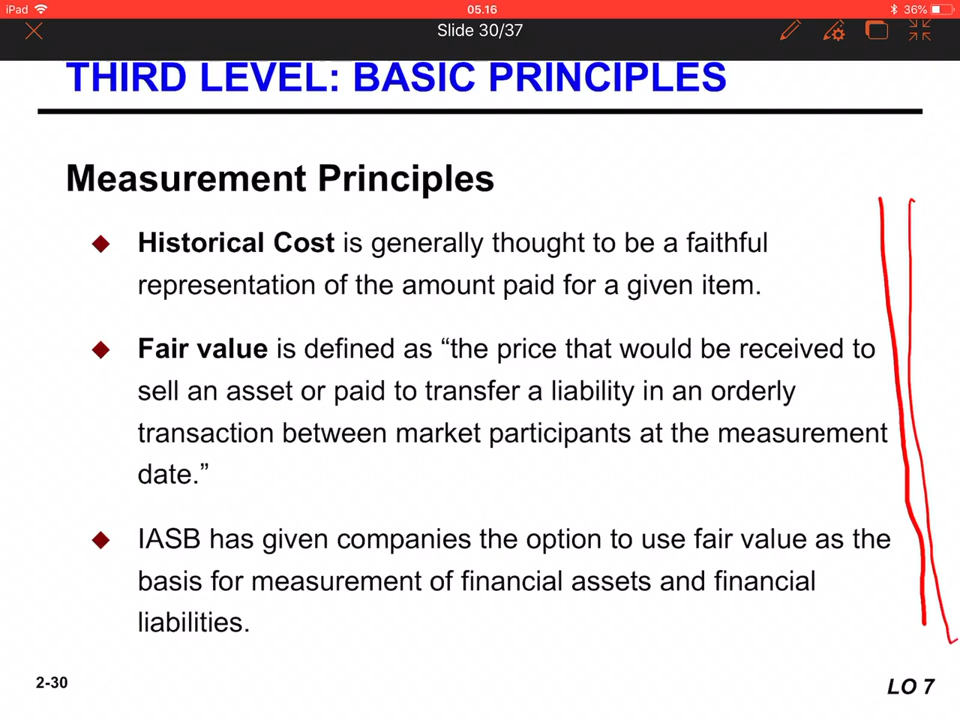 iPad 05.16 36%
Slide 30/37
THIRD LEVEL: BASIC PRINCIPLES
Measurement Principles
Historical Cost is generally thought to be a faithful
representation of the amount paid for a given item.
Fair value is defined as “the price that would be received to
sell an asset or paid to transfer a liability in an orderly
transaction between market participants at the measurement
date.”
IASB has given companies the option to use fair value as the
basis for measurement of financial assets and financial
liabilities.
2-30
LO 7